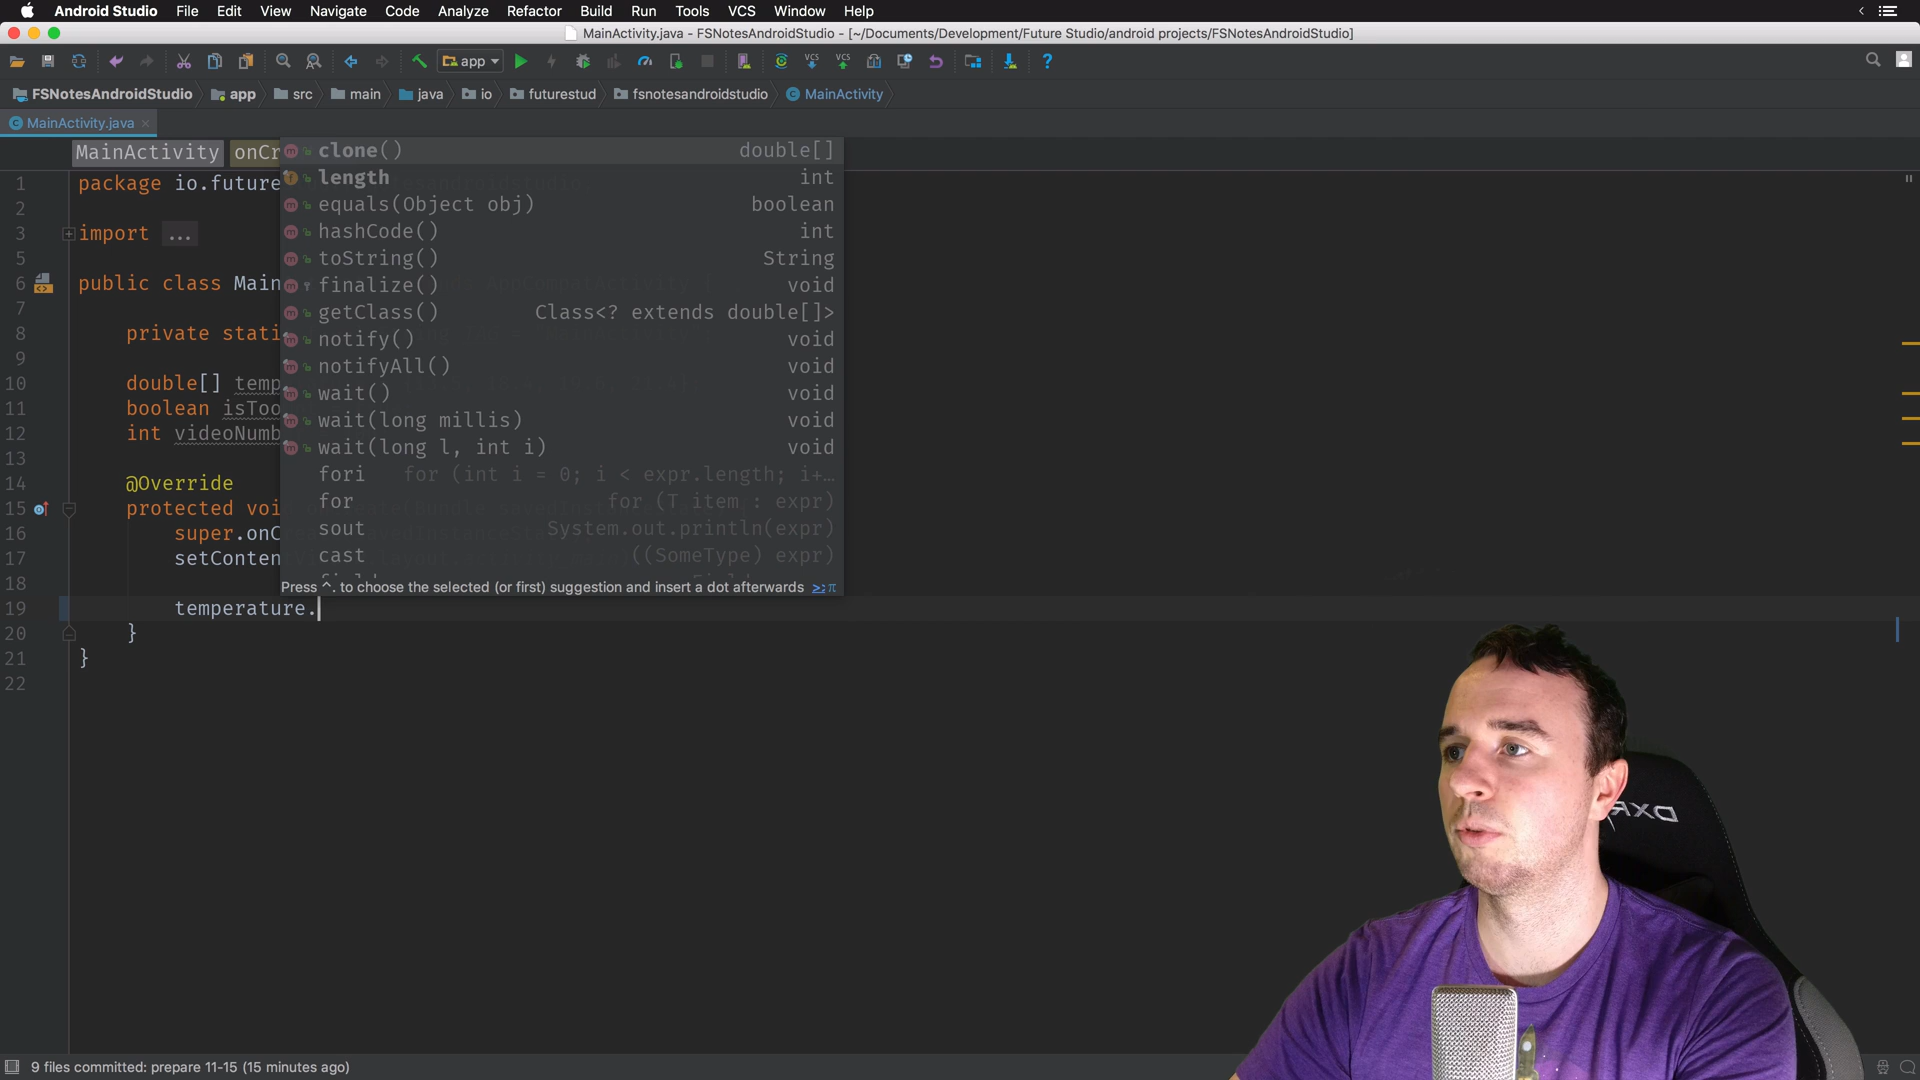 Android Studio File Edit View Navigate Code Analyze Refactor Build Run Tools VCS Window Help
MainActivity.java - FSNotesAndroidStudio - [~/Documents/Development/Future Studio/android projects/FSNotesAndroidStudio]
app VCS VCS ?
FSNotesAndroidStudio app src main java io futurestud fsnotesandroidstudio MainActivity
MainActivity.java
MainActivity onCr
clone() double[]
length int
equals(Object obj) boolean
hashCode() int
toString() String
finalize() void
getClass() Class<? extends double[]>
notify() void
notifyAll() void
wait() void
wait(long millis) void
wait(long l, int i) void
fori for (int i = 0; i < expr.length; i+…
for for (T item : expr)
sout System.out.println(expr)
cast ((SomeType) expr)
Press ^. to choose the selected (or first) suggestion and insert a dot afterwards >: π
1 package io.future
2
3 import ...
5
6 public class Main
7
8 private stati
9
10 double[] temp
11 boolean isToo
12 int videoNumb
13
14 @Override
15 protected voi
16 super.onC
17 setConten
18
19 temperature.
20 }
21 }
22
DXR
9 files committed: prepare 11-15 (15 minutes ago)